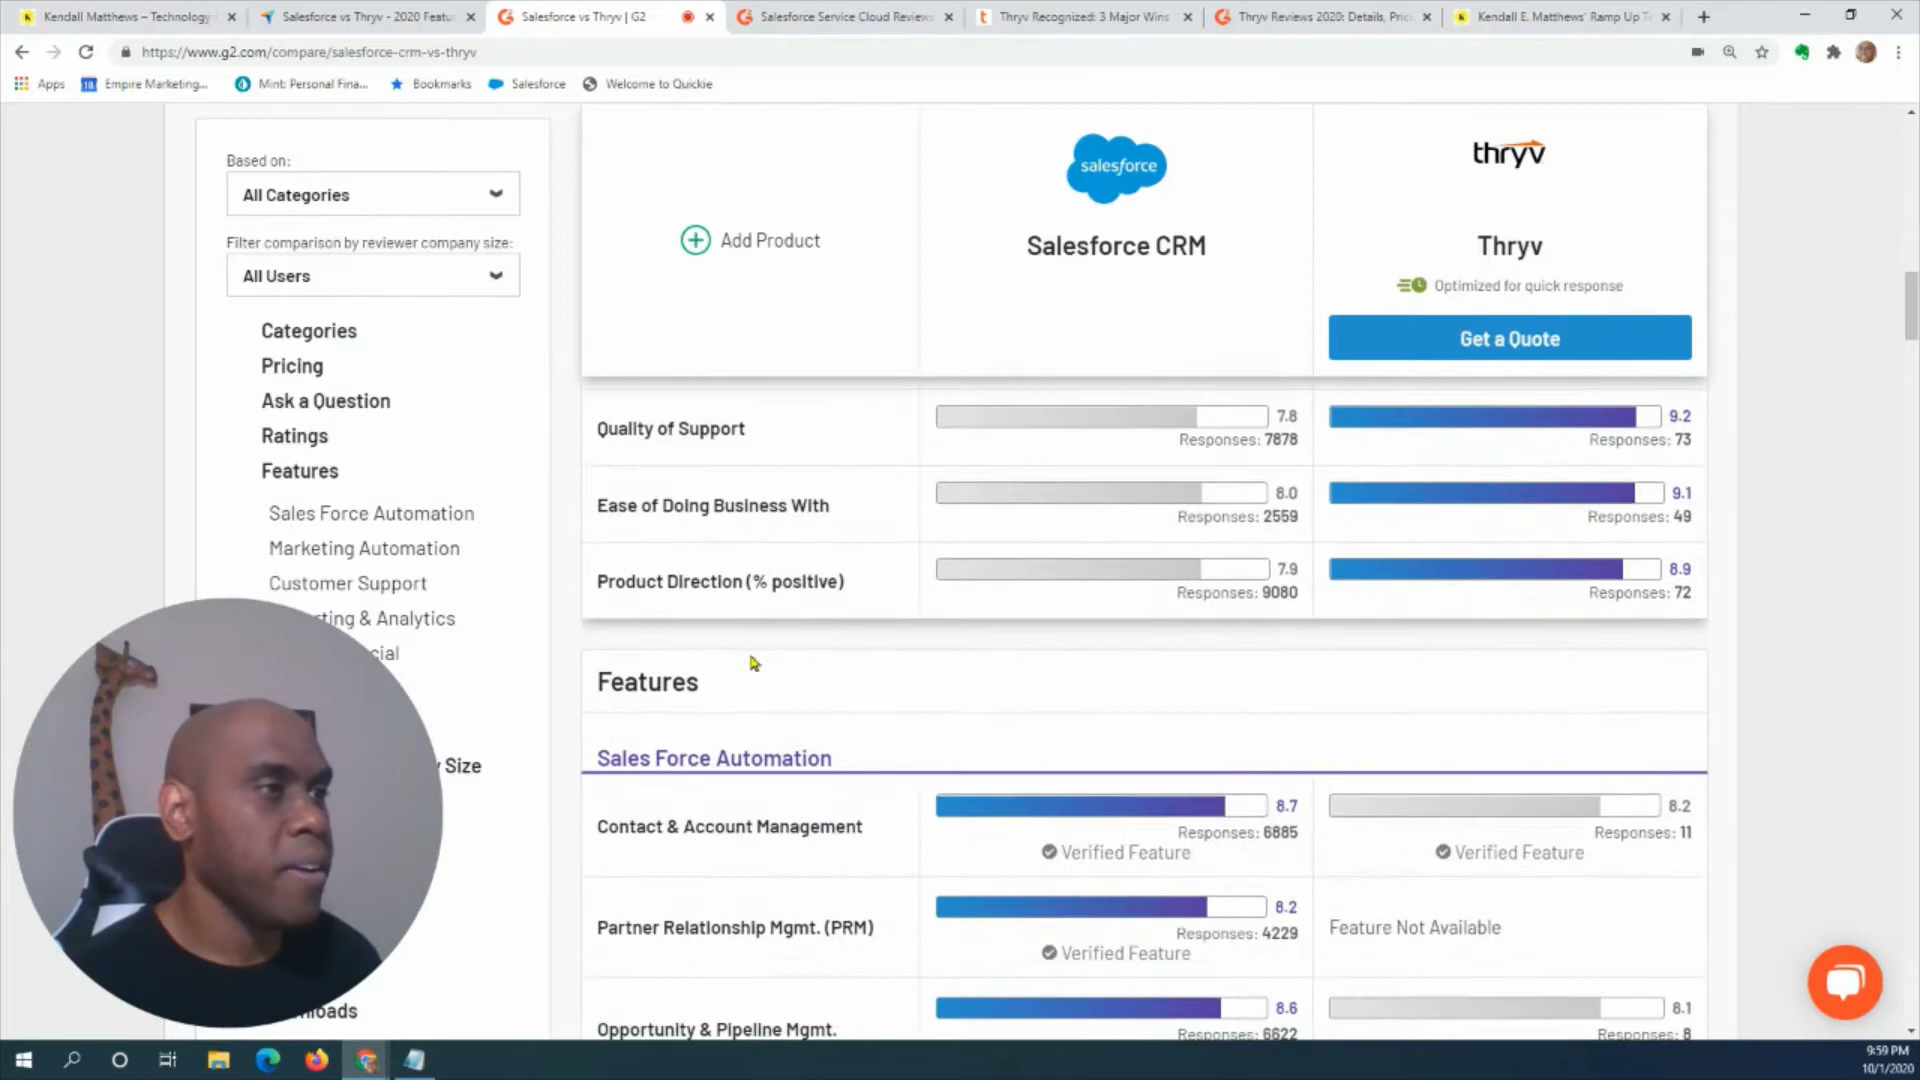 Kendall Matthews – Technology
Salesforce vs Thryv - 2020 Featu
Salesforce vs Thryv | G2
Salesforce Service Cloud Reviews
Thryv Recognized: 3 Major Wins
Thryv Reviews 2020: Details, Pric
Kendall E. Matthews' Ramp Up T
https://www.g2.com/compare/salesforce-crm-vs-thryv
Apps
18
Empire Marketing...
Mint: Personal Fina...
Bookmarks
Salesforce
Welcome to Quickie
Based on:
All Categories
Filter comparison by reviewer company size:
All Users
Categories
Pricing
Ask a Question
Ratings
Features
Sales Force Automation
Marketing Automation
Customer Support
rting & Analytics
cial
Size
loads
Add Product
salesforce
Salesforce CRM
thryv
Thryv
Optimized for quick response
Get a Quote
Quality of Support
7.8
Responses: 7878
9.2
Responses: 73
Ease of Doing Business With
8.0
Responses: 2559
9.1
Responses: 49
Product Direction (% positive)
7.9
Responses: 9080
8.9
Responses: 72
Features
Sales Force Automation
Contact & Account Management
8.7
Responses: 6885
Verified Feature
8.2
Responses: 11
Verified Feature
Partner Relationship Mgmt. (PRM)
8.2
Responses: 4229
Verified Feature
Feature Not Available
Opportunity & Pipeline Mgmt.
8.6
Responses: 6622
8.1
Responses: 8
9:59 PM
10/1/2020